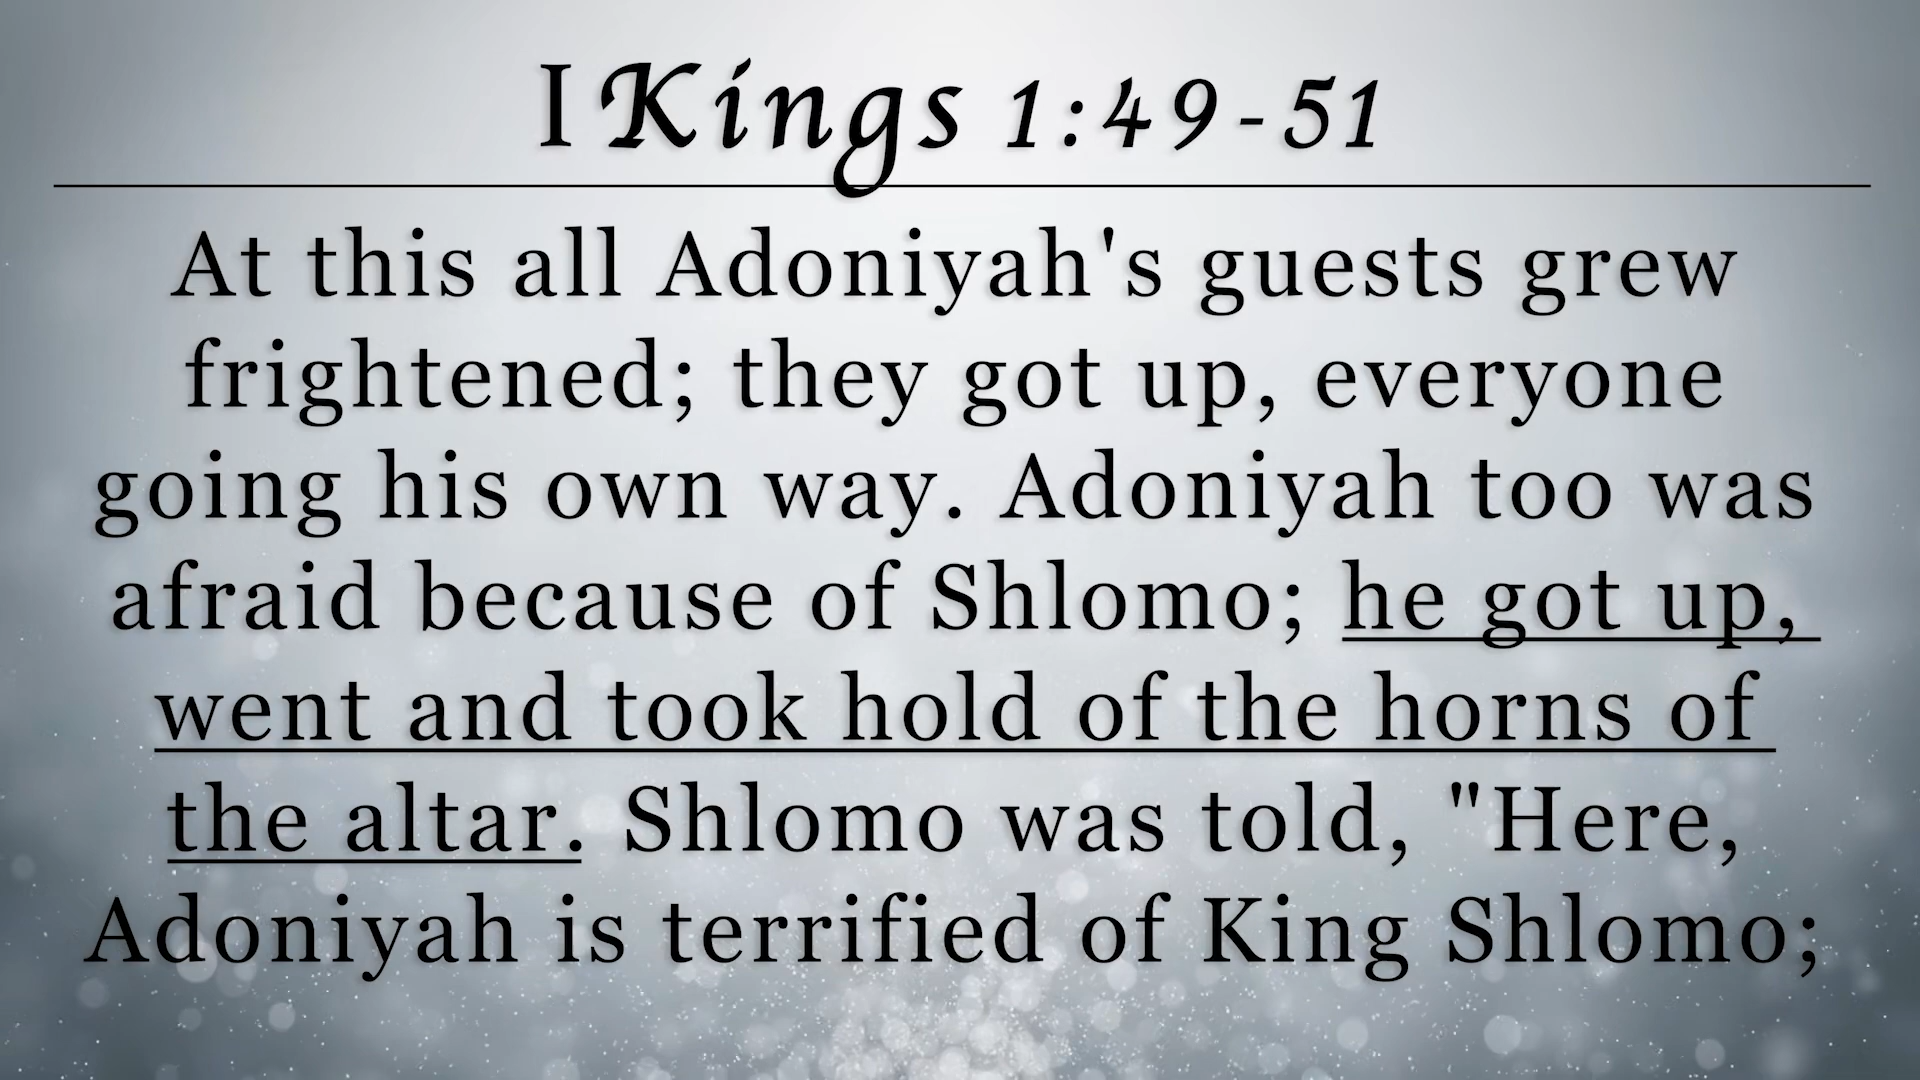 I Kings 1:49-51
At this all Adoniyah's guests grew
frightened; they got up, everyone
going his own way. Adoniyah too was
afraid because of Shlomo; he got up,
went and took hold of the horns of
the altar. Shlomo was told, "Here,
Adoniyah is terrified of King Shlomo;